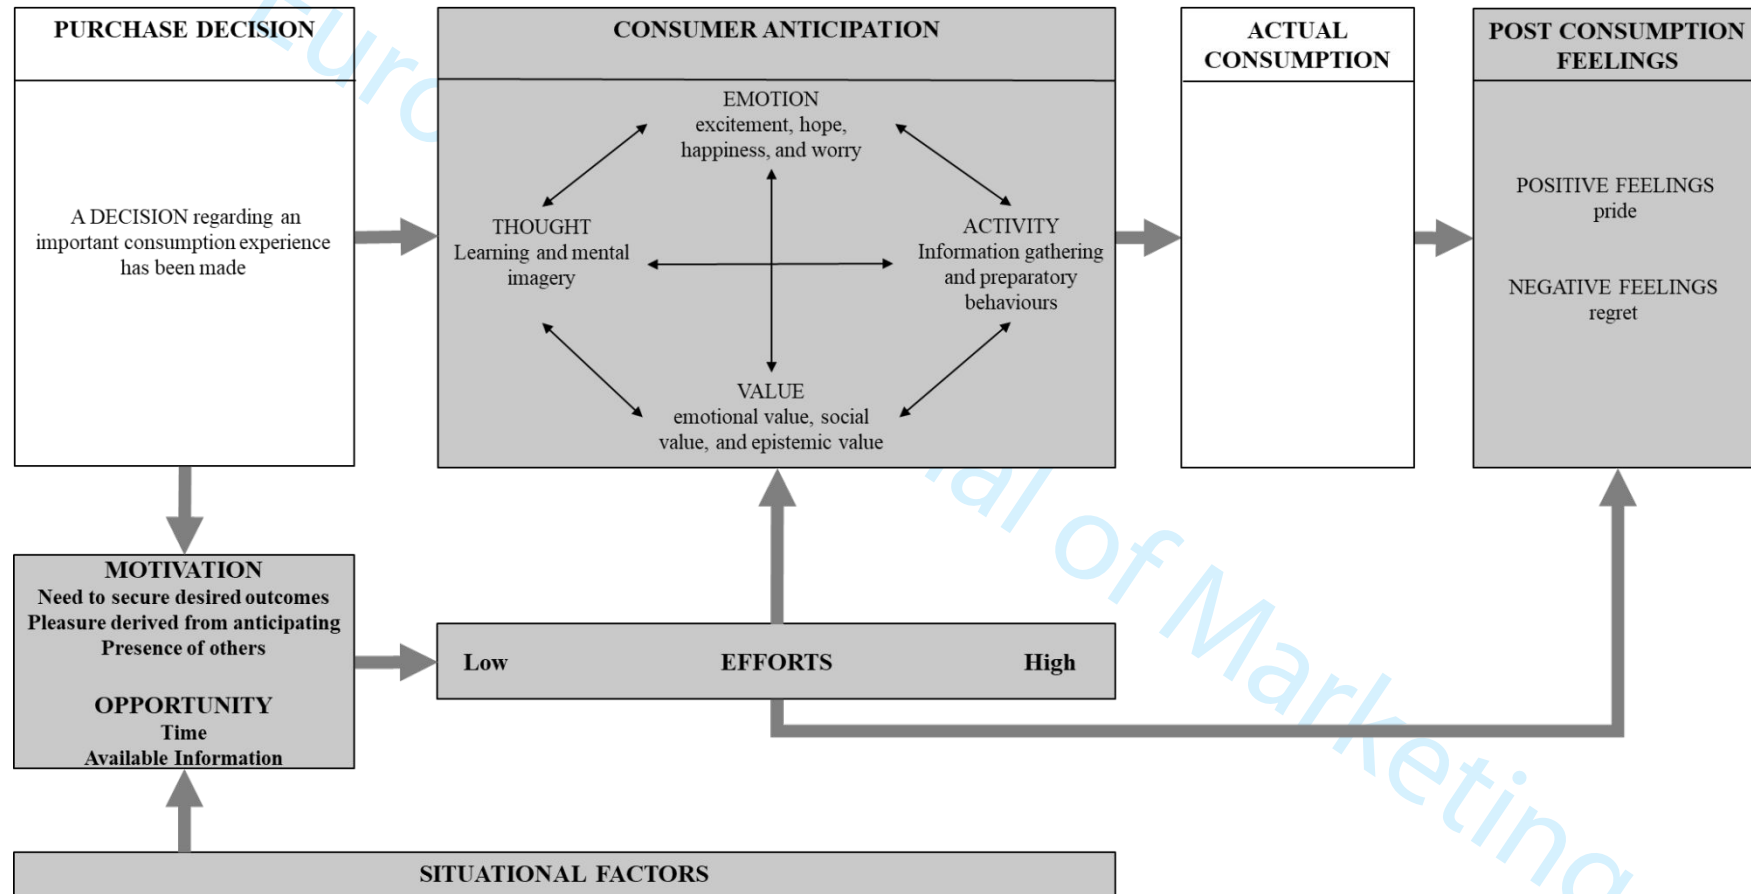 PURCHASE DECISION
A DECISION regarding an
important consumption experience
has been made
CONSUMER ANTICIPATION
EMOTION
excitement, hope,
happiness, and worry
THOUGHT
Learning and mental
imagery
ACTIVITY
Information gathering
and preparatory
behaviours
VALUE
emotional value, social
value, and epistemic value
ACTUAL
CONSUMPTION
POST CONSUMPTION
FEELINGS
POSITIVE FEELINGS
pride
NEGATIVE FEELINGS
regret
MOTIVATION
Need to secure desired outcomes
Pleasure derived from anticipating
Presence of others
OPPORTUNITY
Time
Available Information
Low EFFORTS High
SITUATIONAL FACTORS
of Marketing